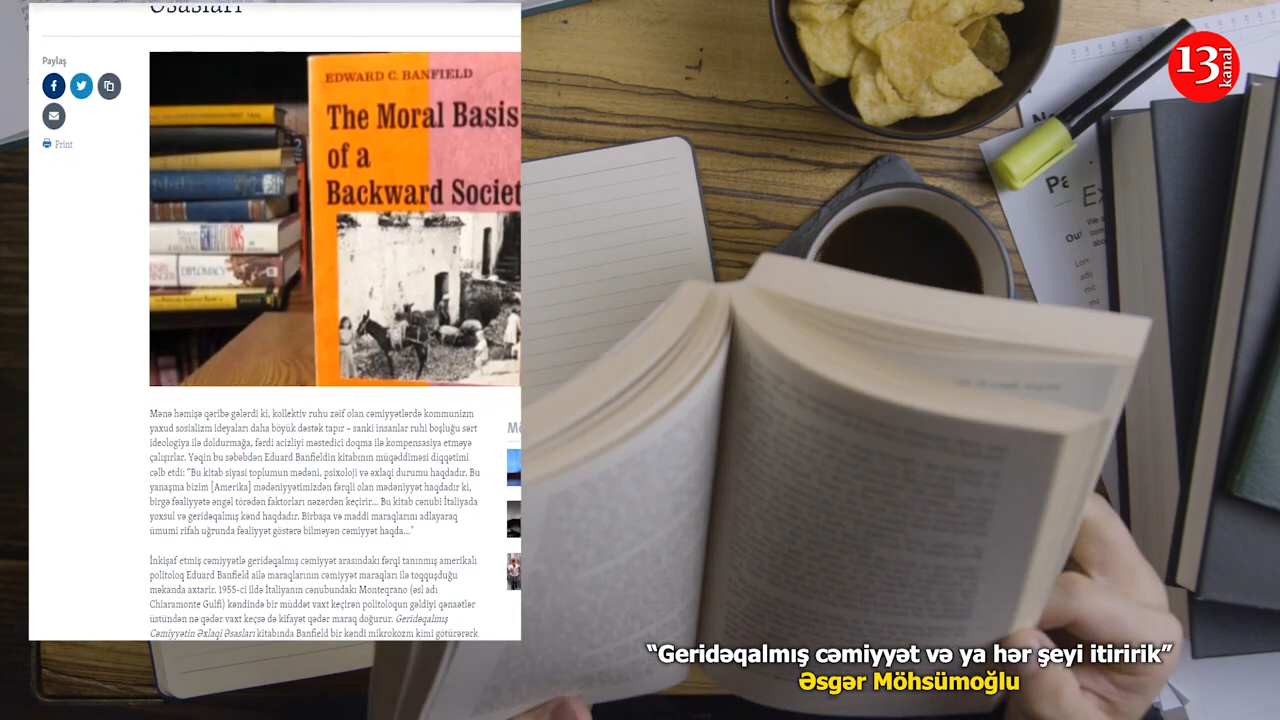 Əsasları
Paylaş
Print
EDWARD C. BANFIELD
The Moral Basis
of a
Backward Societ
DIPLOMACY
Mənə həmişə qəribə gələrdi ki, kollektiv ruhu zəif olan cəmiyyətlərdə kommunizm
yaxud sosializm ideyaları daha böyük dəstək tapır – sanki insanlar ruhi boşluğu sərt
ideologiya ilə doldurmağa, fərdi acizliyi məstedici doqma ilə kompensasiya etməyə
çalışırlar. Yəqin bu səbəbdən Eduard Banfieldin kitabının müqəddiməsi diqqətimi
cəlb etdi: "Bu kitab siyasi toplumun mədəni, psixoloji və əxlaqi durumu haqdadır. Bu
yanaşma bizim [Amerika] mədəniyyətimizdən fərqli olan mədəniyyət haqdadır ki,
birgə fəaliyyətə əngəl törədən faktorları nəzərdən keçirir... Bu kitab cənubi İtaliyada
yoxsul və geridəqalmış kənd haqdadır. Birbaşa və maddi maraqlarını adlayaraq
ümumi rifah uğrunda fəaliyyət göstərə bilməyən cəmiyyət haqda..."
İnkişaf etmiş cəmiyyətlə geridəqalmış cəmiyyət arasındakı fərqi tanınmış amerikalı
politoloq Eduard Banfield ailə maraqlarının cəmiyyət maraqları ilə toqquşduğu
məkanda axtarir. 1955-ci ildə İtaliyanın cənubundakı Monteqrano (əsl adı
Chiaramonte Gulfi) kəndində bir müddət vaxt keçirən politoloqun gəldiyi qənaətlər
üstündən nə qədər vaxt keçsə də kifayət qədər maraq doğurur. Geridəqalmış
Cəmiyyətin Əxlaqi Əsasları kitabında Banfield bir kəndi mikrokozm kimi götürərərk
13
kanal
“Geridəqalmış cəmiyyət və ya hər şeyi itiririk”
Əsgər Möhsümoğlu